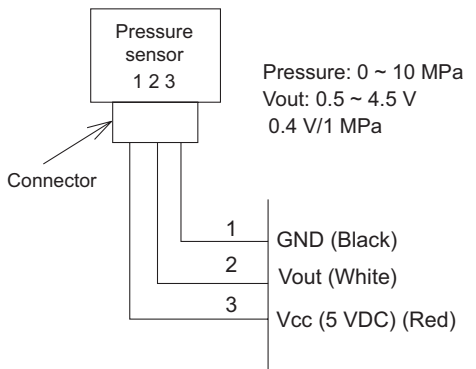 Pressure
sensor
1 2 3
Pressure: 0 ~ 10 MPa
Vout: 0.5 ~ 4.5 V
0.4 V/1 MPa
Connector
1
GND (Black)
2
Vout (White)
3
Vcc (5 VDC) (Red)